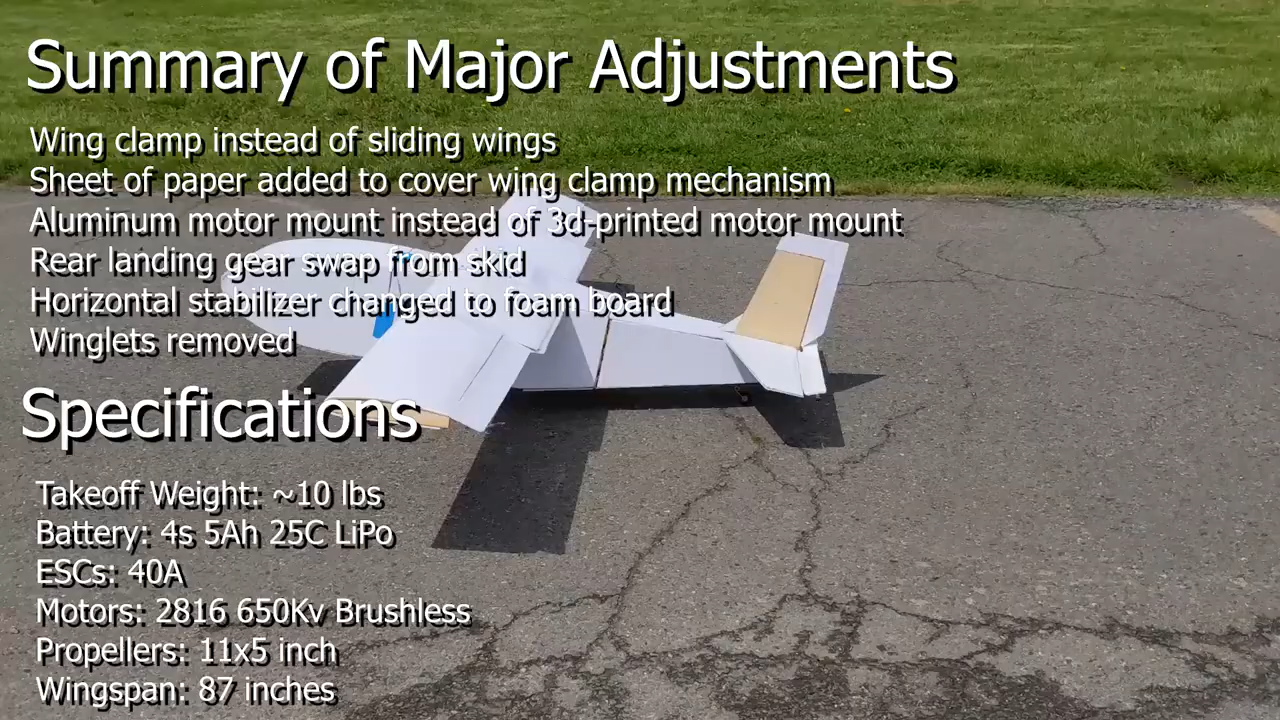 Summary of Major Adjustments
Wing clamp instead of sliding wings
Sheet of paper added to cover wing clamp mechanism
Aluminum motor mount instead of 3d-printed motor mount
Rear landing gear swap from skid
Horizontal stabilizer changed to foam board
Winglets removed
Specifications
Takeoff Weight: ~10 lbs
Battery: 4s 5Ah 25C LiPo
ESCs: 40A
Motors: 2816 650Kv Brushless
Propellers: 11x5 inch
Wingspan: 87 inches